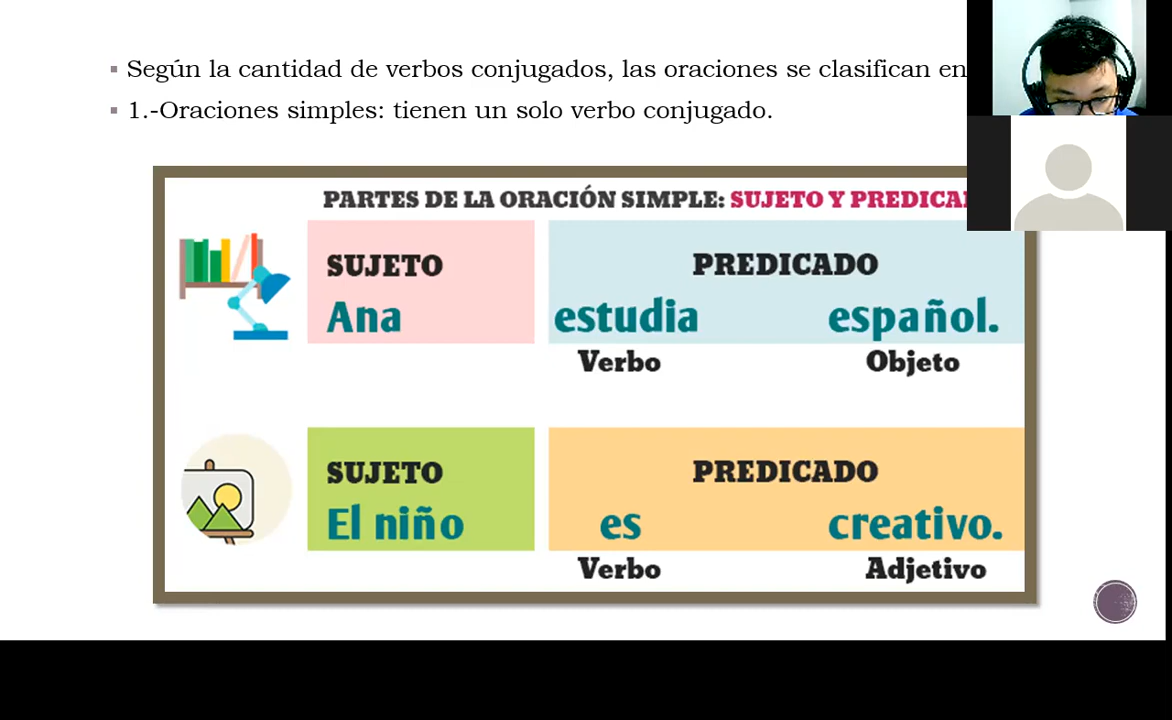 Según la cantidad de verbos conjugados, las oraciones se clasifican en
1.-Oraciones simples: tienen un solo verbo conjugado.
PARTES DE LA ORACIÓN SIMPLE: SUJETO Y
SUJETO PREDICADO
Ana estudia español.
Verbo Objeto
SUJETO PREDICADO
El niño es creativo.
Verbo Adjetivo